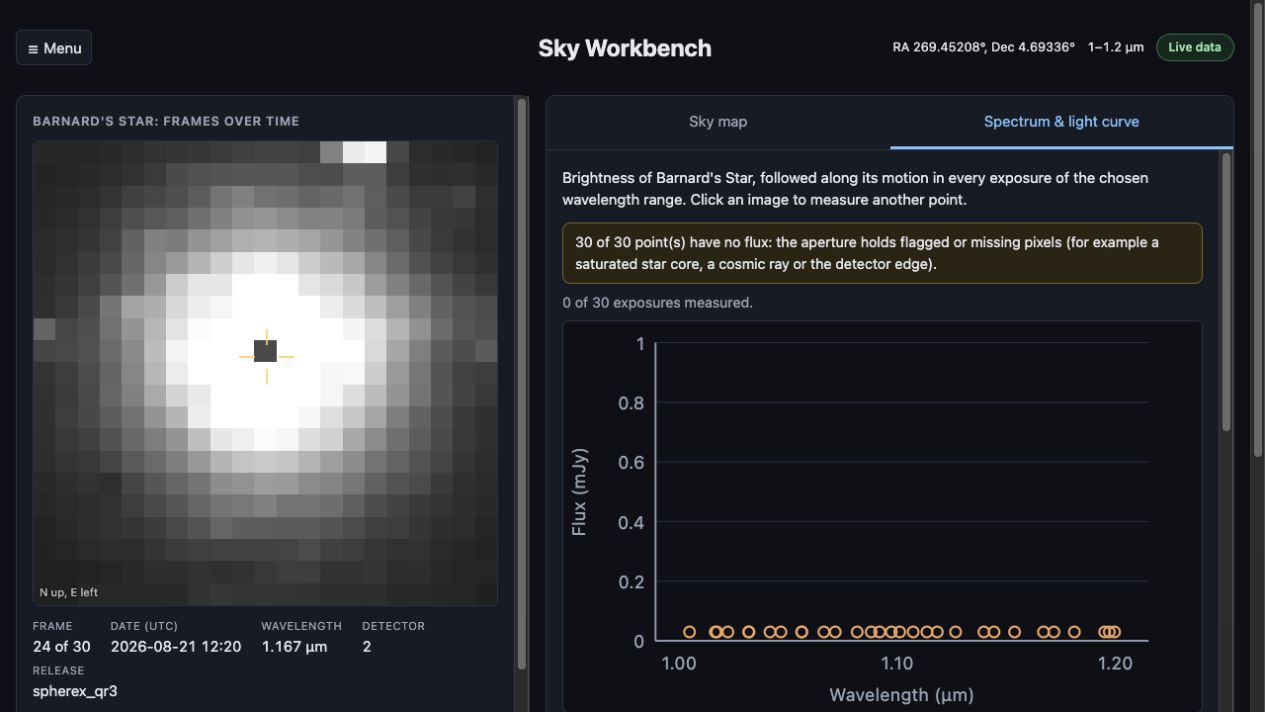 ≡ Menu
Sky Workbench
RA 269.45208°, Dec 4.69336° 1–1.2 μm Live data
BARNARD'S STAR: FRAMES OVER TIME
N up, E left
FRAME DATE (UTC) WAVELENGTH DETECTOR
24 of 30 2026-08-21 12:20 1.167 μm 2
RELEASE
spherex_qr3
Sky map Spectrum & light curve
Brightness of Barnard's Star, followed along its motion in every exposure of the chosen
wavelength range. Click an image to measure another point.
30 of 30 point(s) have no flux: the aperture holds flagged or missing pixels (for example a
saturated star core, a cosmic ray or the detector edge).
0 of 30 exposures measured.
1
0.8
0.6
0.4
0.2
0
Flux (mJy)
1.00 1.10 1.20
Wavelength (μm)